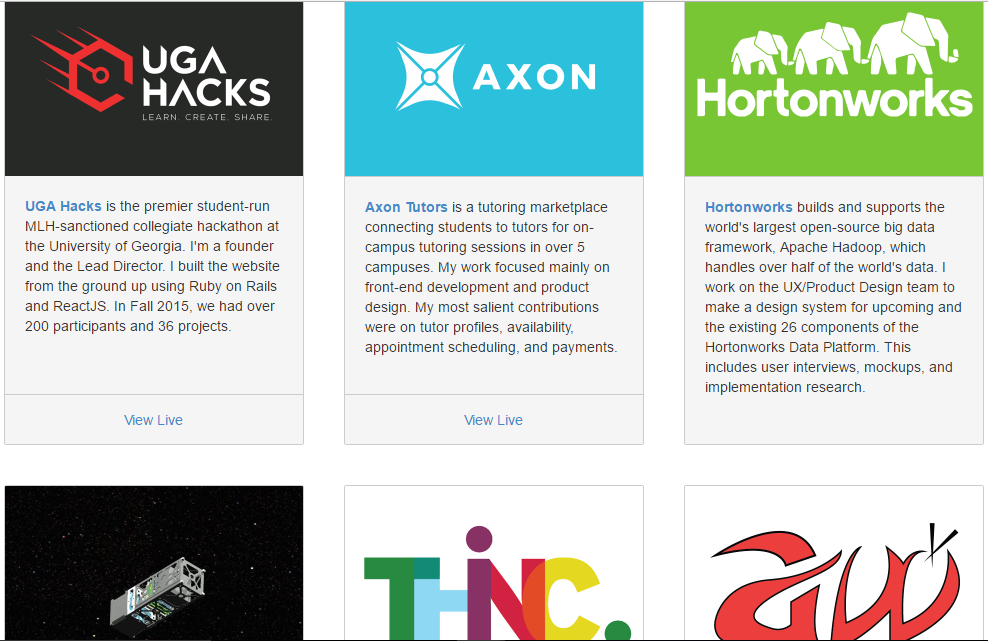 UGA
HACKS
LEARN. CREATE. SHARE.
UGA Hacks is the premier student-run
MLH-sanctioned collegiate hackathon at
the University of Georgia. I'm a founder
and the Lead Director. I built the website
from the ground up using Ruby on Rails
and ReactJS. In Fall 2015, we had over
200 participants and 36 projects.
View Live
AXON
Axon Tutors is a tutoring marketplace
connecting students to tutors for on-
campus tutoring sessions in over 5
campuses. My work focused mainly on
front-end development and product
design. My most salient contributions
were on tutor profiles, availability,
appointment scheduling, and payments.
View Live
Hortonworks
Hortonworks builds and supports the
world's largest open-source big data
framework, Apache Hadoop, which
handles over half of the world's data. I
work on the UX/Product Design team to
make a design system for upcoming and
the existing 26 components of the
Hortonworks Data Platform. This
includes user interviews, mockups, and
implementation research.
THiNC.
aw